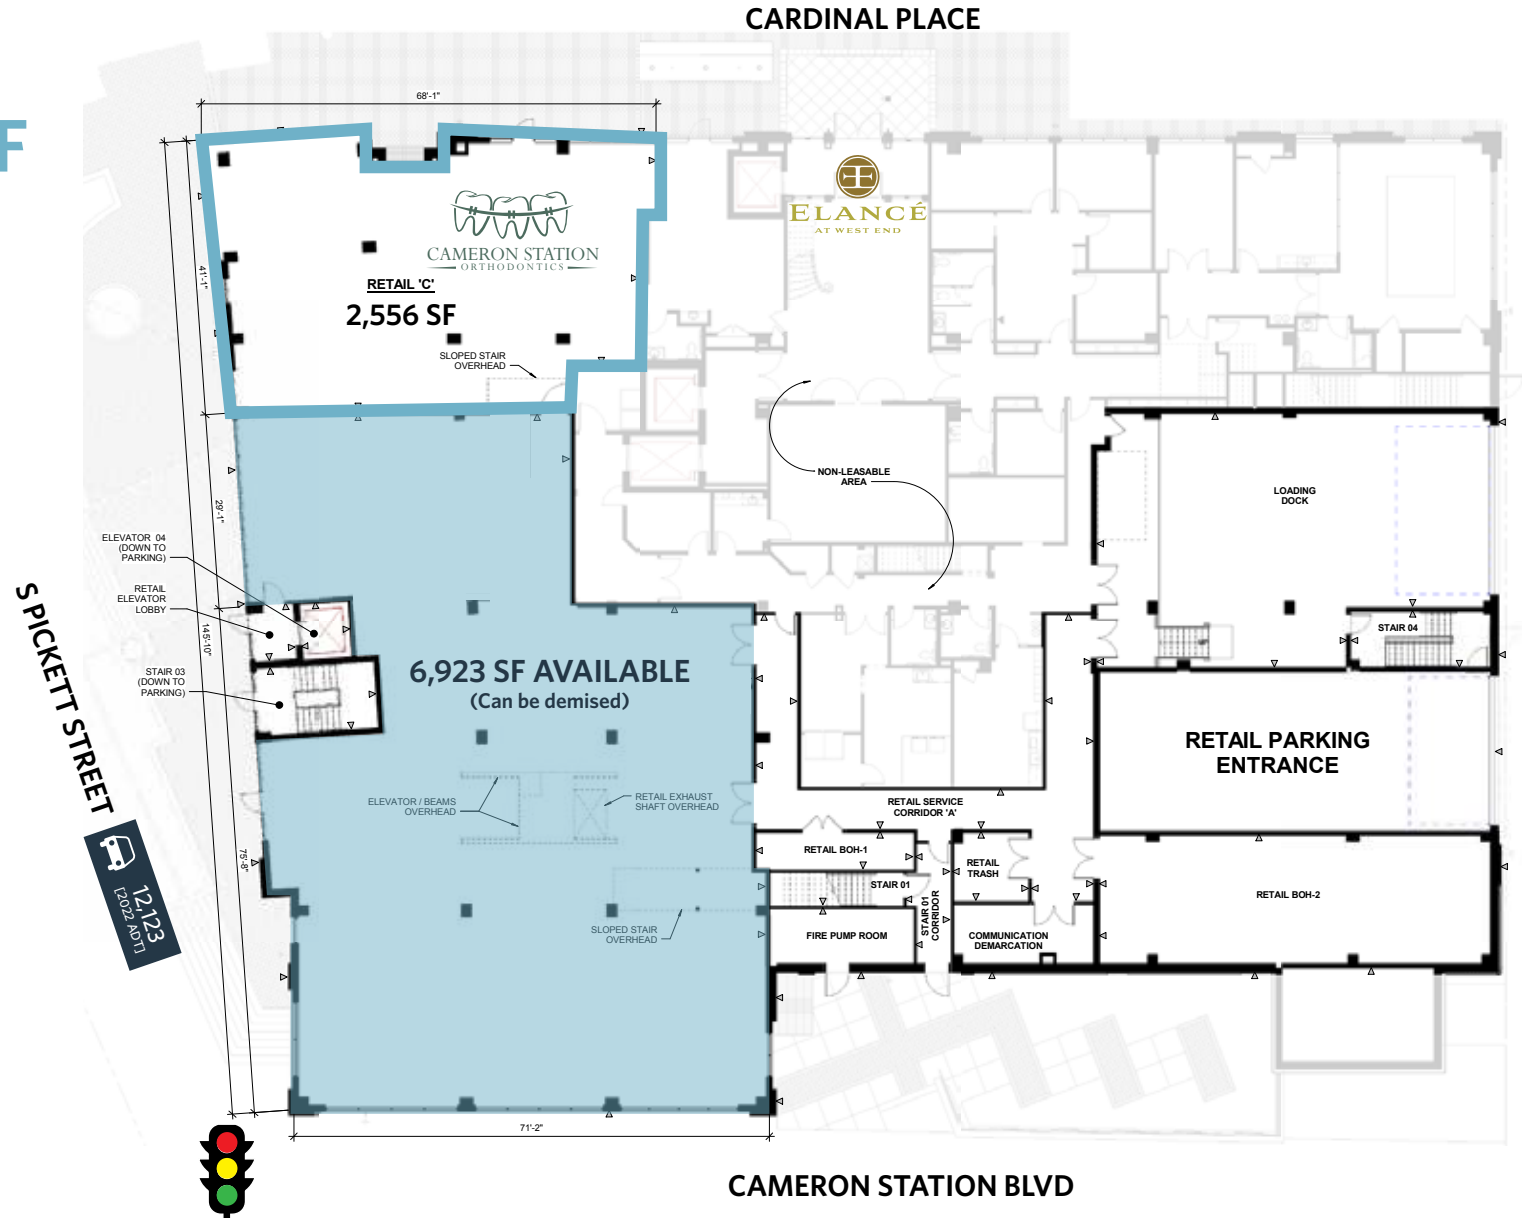 CARDINAL PLACE
F
68'-1"
ELANCÉ
AT WEST END
CAMERON STATION
ORTHODONTICS
RETAIL 'C'
2,556 SF
41'-1"
SLOPED STAIR
OVERHEAD
NON-LEASABLE
AREA
LOADING
DOCK
29'-1"
ELEVATOR 04
(DOWN TO
PARKING)
RETAIL
ELEVATOR
LOBBY
145'-10"
STAIR 03
(DOWN TO
PARKING)
STAIR 04
6,923 SF AVAILABLE
(Can be demised)
S PICKETT STREET
RETAIL PARKING
ENTRANCE
ELEVATOR / BEAMS
OVERHEAD
RETAIL EXHAUST
SHAFT OVERHEAD
RETAIL SERVICE
CORRIDOR 'A'
75'-8"
RETAIL BOH-1
RETAIL
TRASH
STAIR 01
STAIR 01
CORRIDOR
RETAIL BOH-2
12,123
[2022 ADT]
SLOPED STAIR
OVERHEAD
FIRE PUMP ROOM
COMMUNICATION
DEMARCATION
71'-2"
CAMERON STATION BLVD